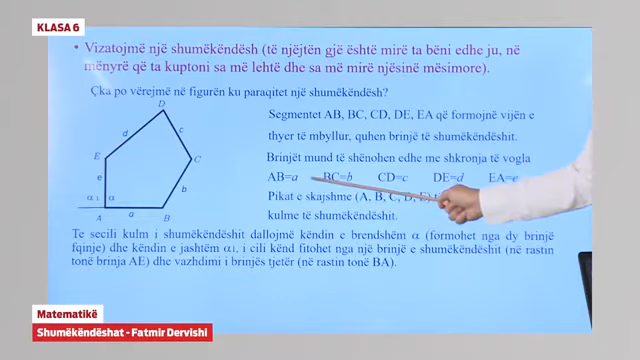 KLASA 6
• Vizatojmë një shumëkëndësh (të njëjtën gjë është mirë ta bëni edhe ju, në
mënyrë që ta kuptoni sa më lehtë dhe sa më mirë njësinë mësimore).
Çka po vërejmë në figurën ku paraqitet një shumëkëndësh?
D
d
c
E
C
e
b
α₁
α
A
a
B
Segmentet AB, BC, CD, DE, EA që formojnë vijën e
thyer të mbyllur, quhen brinjë të shumëkëndëshit.
Brinjët mund të shënohen edhe me shkronja të vogla
AB=a BC=b CD=c DE=d EA=e
Pikat e skajshme (A, B, C, D, E)
kulme të shumëkëndëshit.
Te secili kulm i shumëkëndëshit dallojmë këndin e brendshëm α (formohet nga dy brinjë
fqinje) dhe këndin e jashtëm α₁, i cili kënd fitohet nga një brinjë e shumëkëndëshit (në rastin
tonë brinja AE) dhe vazhdimi i brinjës tjetër (në rastin tonë BA).
Matematikë
Shumëkëndëshat - Fatmir Dervishi